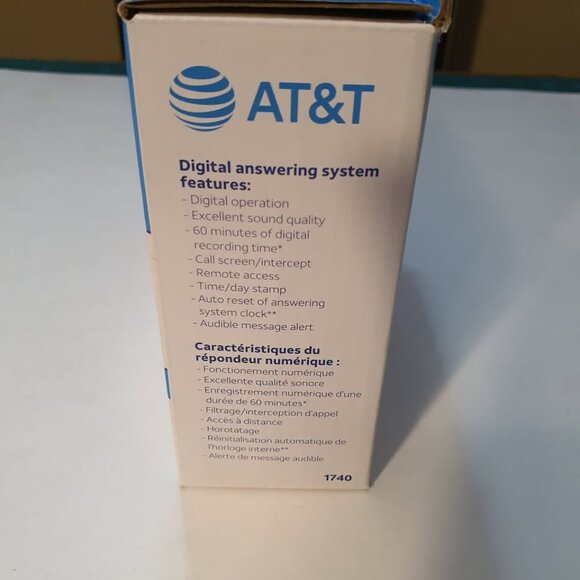 AT&T
Digital answering system
features:
- Digital operation
- Excellent sound quality
- 60 minutes of digital
recording time*
- Call screen/intercept
- Remote access
- Time/day stamp
- Auto reset of answering
system clock**
- Audible message alert
Caractéristiques du
répondeur numérique :
- Fonctionement numérique
- Excellente qualité sonore
- Enregistrement numérique d'une
durée de 60 minutes*
- Filtrage/interception d'appel
- Accès à distance
- Horotatage
- Réinitialisation automatique de
l'horloge interne**
- Alerte de message audible
1740